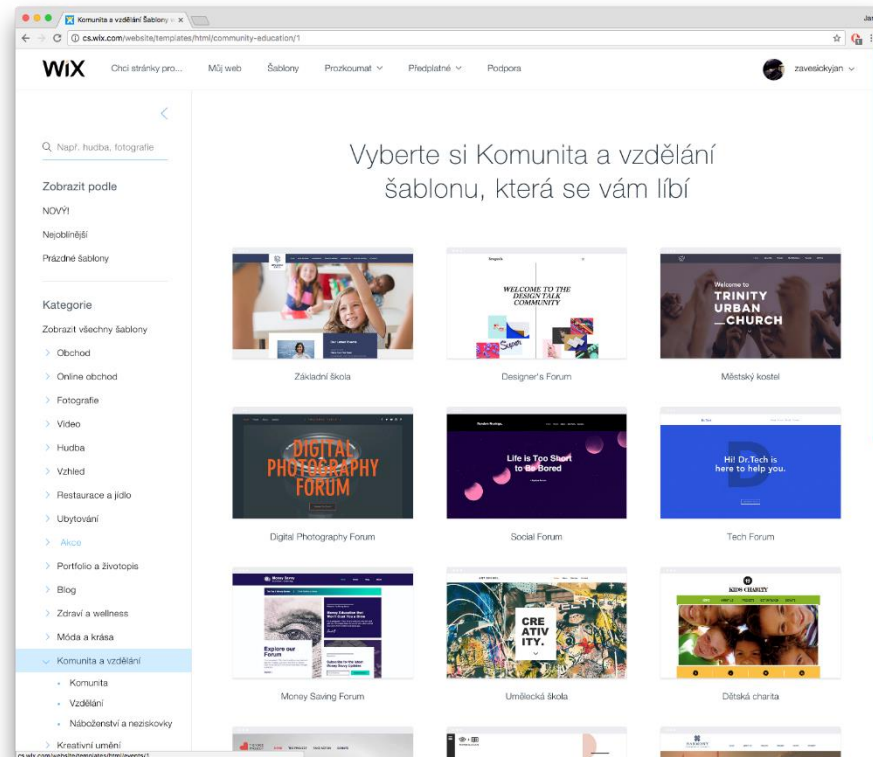 Komunita a vzdělání Šablony
Jan
cs.wix.com/website/templates/html/community-education/1
WiX
Chci stránky pro...
Můj web
Šablony
Prozkoumat
Předplatné
Podpora
zavesickyjan
Např. hudba, fotografie
Zobrazit podle
NOVÝ!
Nejoblíbnější
Prázdné šablony
Kategorie
Zobrazit všechny šablony
Obchod
Online obchod
Fotografie
Video
Hudba
Vzhled
Restaurace a jídlo
Ubytování
Akce
Portfolio a životopis
Blog
Zdraví a wellness
Móda a krása
Komunita a vzdělání
Komunita
Vzdělání
Náboženství a neziskovky
Kreativní umění
cs.wix.com/website/templates/html/events/1
Vyberte si Komunita a vzdělání
šablonu, která se vám líbí
Základní škola
WELCOME TO THE
DESIGN TALK
COMMUNITY
Super
Designer's Forum
Welcome to
TRINITY
URBAN
__CHURCH
Městský kostel
DIGITAL
PHOTOGRAPHY
FORUM
Digital Photography Forum
Life is Too Short
to Be Bored
Social Forum
D
Hi! Dr.Tech is
here to help you.
Tech Forum
Explore our
Forum
Money Saving Forum
CRE
ATIV
ITY.
Umělecká škola
KIDS CHARITY
Dětská charita